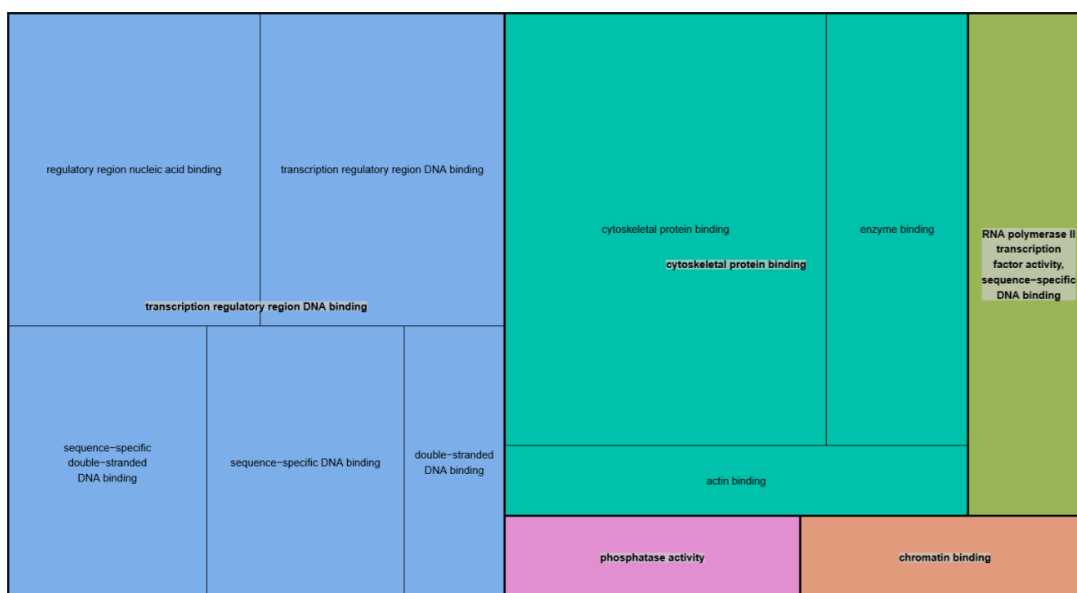 regulatory region nucleic acid binding
transcription regulatory region DNA binding
transcription regulatory region DNA binding
sequence−specific
double−stranded
DNA binding
sequence−specific DNA binding
double−stranded
DNA binding
cytoskeletal protein binding
enzyme binding
cytoskeletal protein binding
actin binding
RNA polymerase II
transcription
factor activity,
sequence−specific
DNA binding
phosphatase activity
chromatin binding